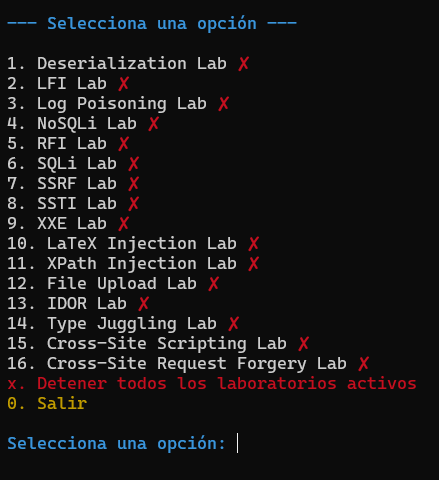 --- Selecciona una opción ---
1. Deserialization Lab ✗
2. LFI Lab ✗
3. Log Poisoning Lab ✗
4. NoSQLi Lab ✗
5. RFI Lab ✗
6. SQLi Lab ✗
7. SSRF Lab ✗
8. SSTI Lab ✗
9. XXE Lab ✗
10. LaTeX Injection Lab ✗
11. XPath Injection Lab ✗
12. File Upload Lab ✗
13. IDOR Lab ✗
14. Type Juggling Lab ✗
15. Cross-Site Scripting Lab ✗
16. Cross-Site Request Forgery Lab ✗
x. Detener todos los laboratorios activos
0. Salir
Selecciona una opción: